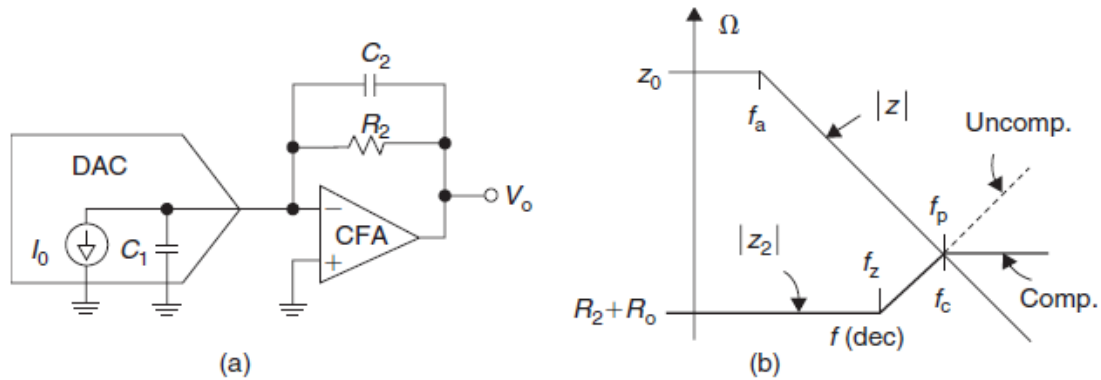 C2
R2
DAC
I0
C1
−
CFA
+
Vo
(a)
Ω
z0
fa
|z|
Uncomp.
fp
|z2|
fz
fc
Comp.
R2 + Ro
f (dec)
(b)